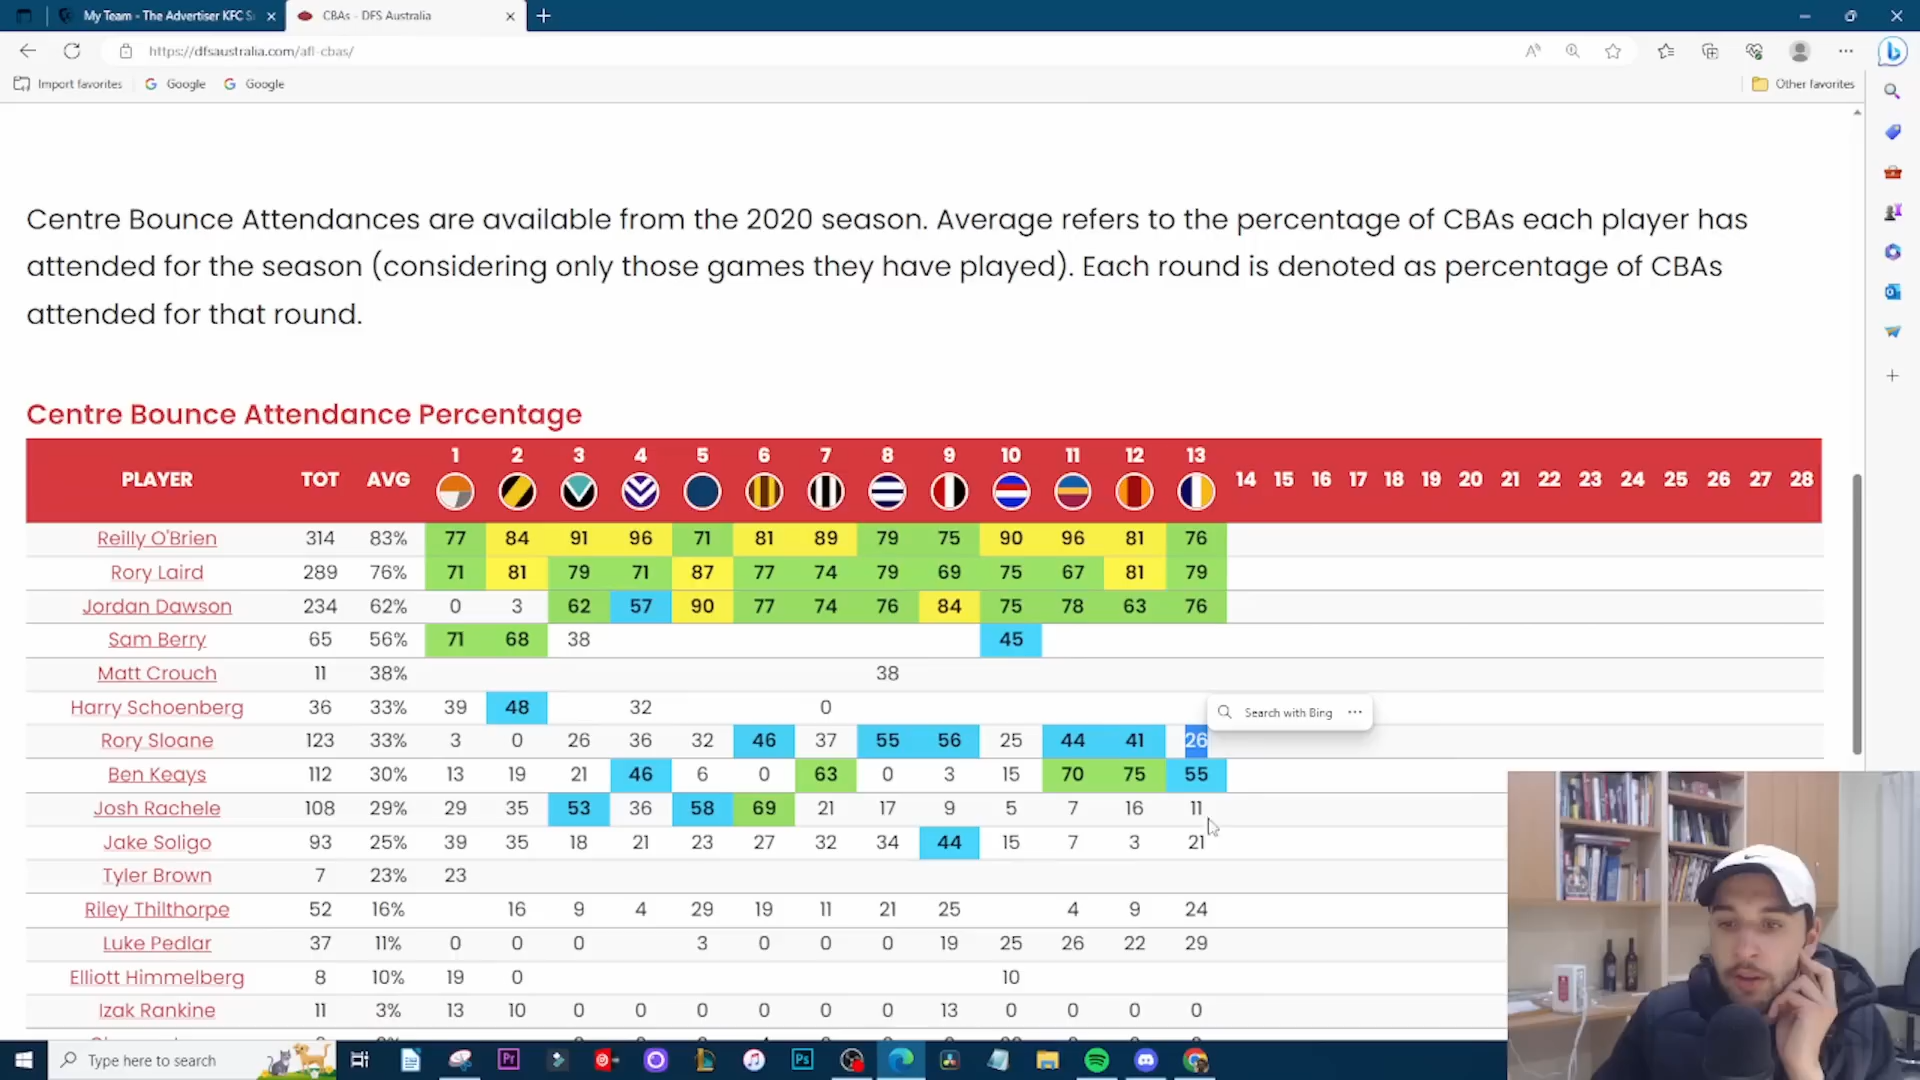 My Team - The Advertiser KFC S
CBAs - DFS Australia
https://dfsaustralia.com/afl-cbas/
Import favorites
Google
Google
Other favorites
Centre Bounce Attendances are available from the 2020 season. Average refers to the percentage of CBAs each player has
attended for the season (considering only those games they have played). Each round is denoted as percentage of CBAs
attended for that round.
Centre Bounce Attendance Percentage
PLAYER TOT AVG 1 2 3 4 5 6 7 8 9 10 11 12 13 14 15 16 17 18 19 20 21 22 23 24 25 26 27 28
Reilly O'Brien 314 83% 77 84 91 96 71 81 89 79 75 90 96 81 76
Rory Laird 289 76% 71 81 79 71 87 77 74 79 69 75 67 81 79
Jordan Dawson 234 62% 0 3 62 57 90 77 74 76 84 75 78 63 76
Sam Berry 65 56% 71 68 38 45
Matt Crouch 11 38% 38
Harry Schoenberg 36 33% 39 48 32 0
Search with Bing
Rory Sloane 123 33% 3 0 26 36 32 46 37 55 56 25 44 41 26
Ben Keays 112 30% 13 19 21 46 6 0 63 0 3 15 70 75 55
Josh Rachele 108 29% 29 35 53 36 58 69 21 17 9 5 7 16 11
Jake Soligo 93 25% 39 35 18 21 23 27 32 34 44 15 7 3 21
Tyler Brown 7 23% 23
Riley Thilthorpe 52 16% 16 9 4 29 19 11 21 25 4 9 24
Luke Pedlar 37 11% 0 0 0 3 0 0 0 19 25 26 22 29
Elliott Himmelberg 8 10% 19 0 10
Izak Rankine 11 3% 13 10 0 0 0 0 0 0 13 0 0 0 0
Type here to search